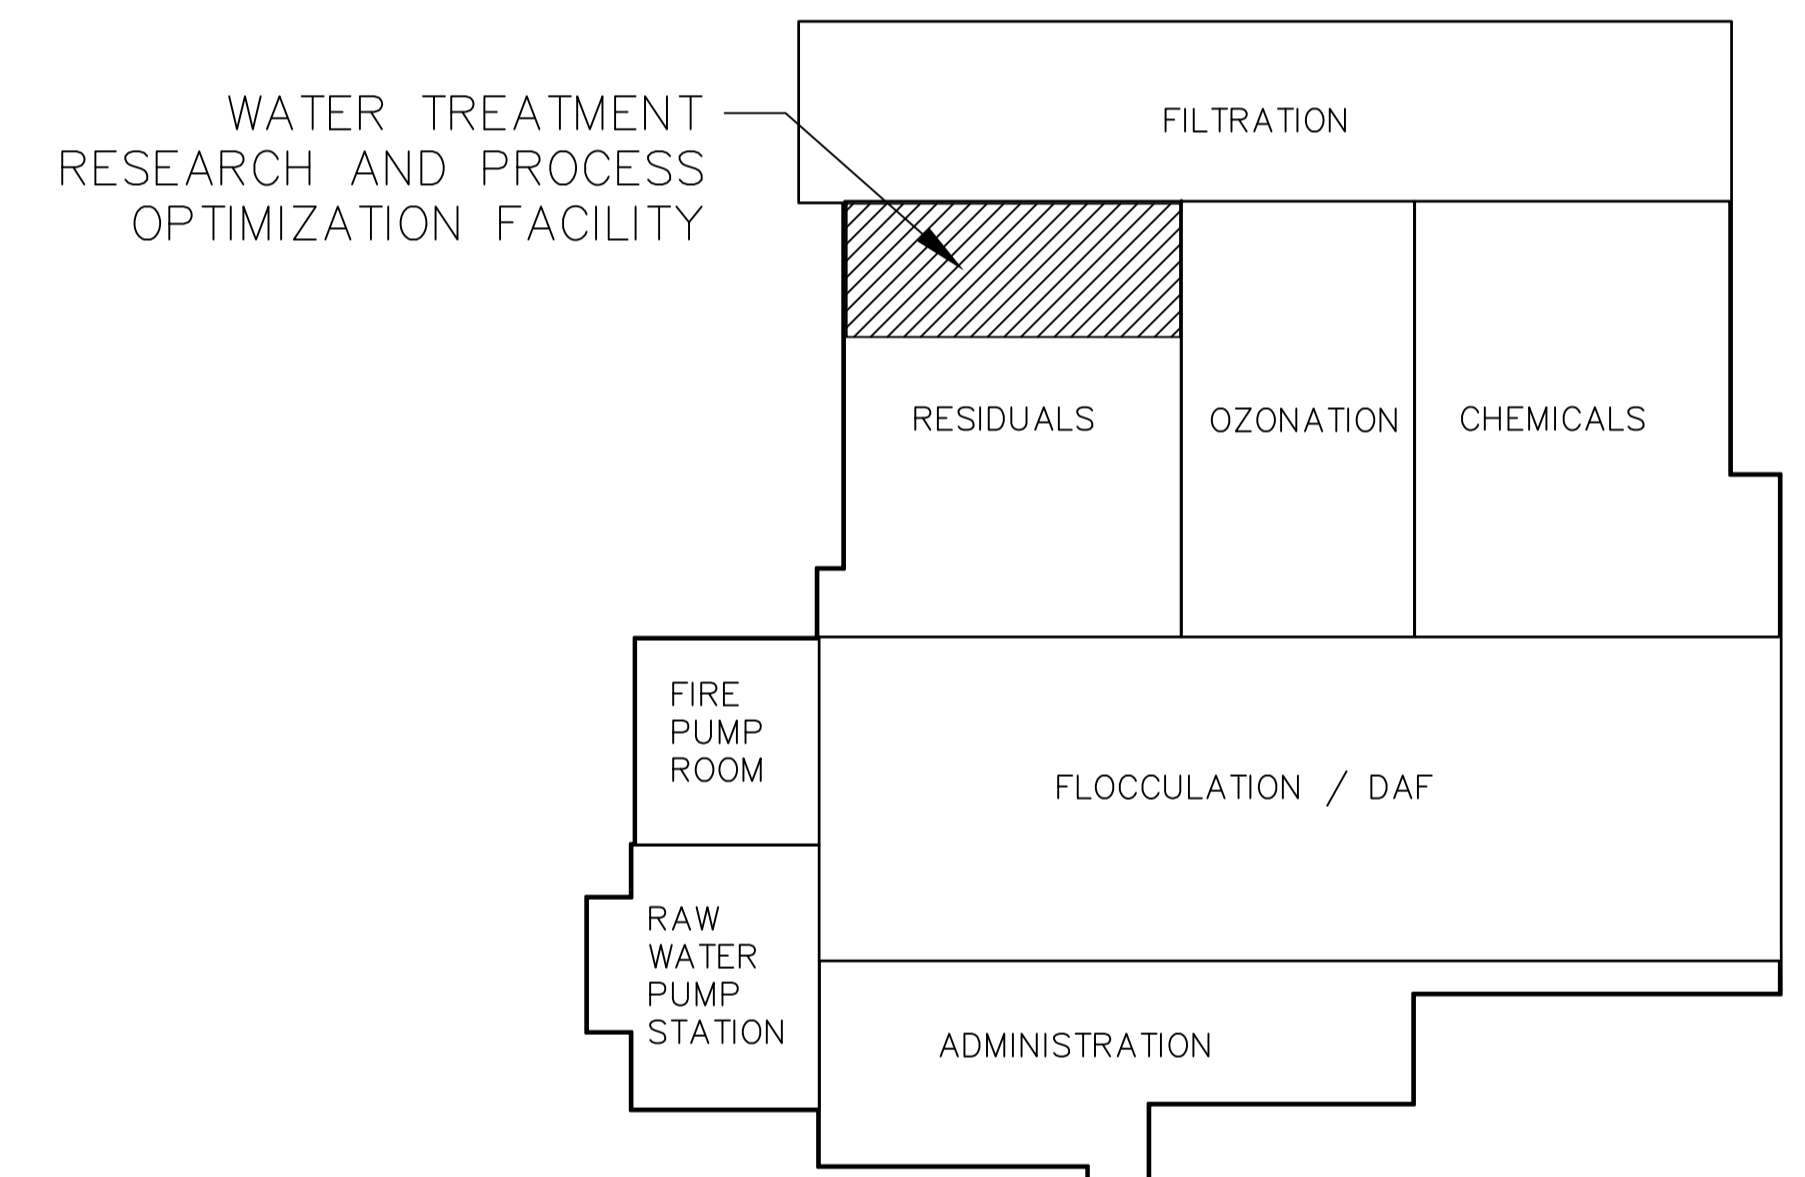 WATER TREATMENT
RESEARCH AND PROCESS
OPTIMIZATION FACILITY
FILTRATION
RESIDUALS
OZONATION
CHEMICALS
FIRE
PUMP
ROOM
FLOCCULATION / DAF
RAW
WATER
PUMP
STATION
ADMINISTRATION